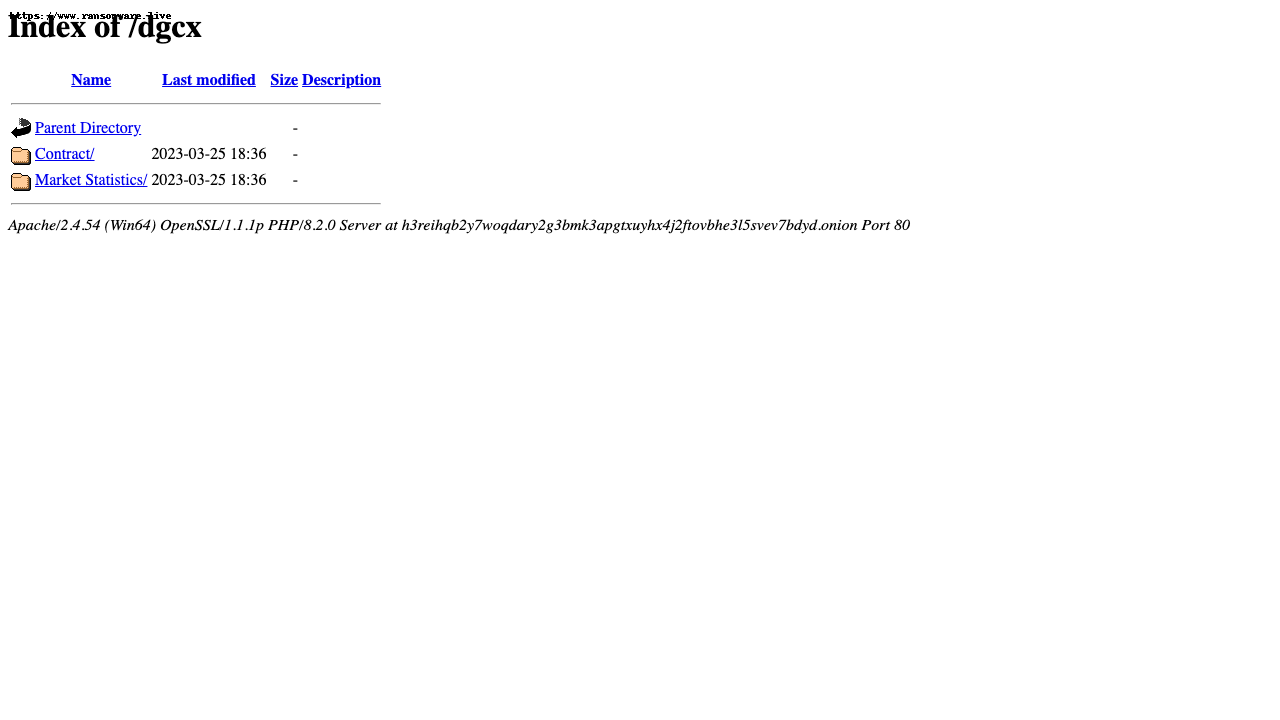 https://www.ransomware.live
Index of /dgcx
Name Last modified Size Description
Parent Directory -
Contract/ 2023-03-25 18:36 -
Market Statistics/ 2023-03-25 18:36 -
Apache/2.4.54 (Win64) OpenSSL/1.1.1p PHP/8.2.0 Server at h3reihqb2y7woqdary2g3bmk3apgtxuyhx4j2ftovbhe3l5svev7bdyd.onion Port 80